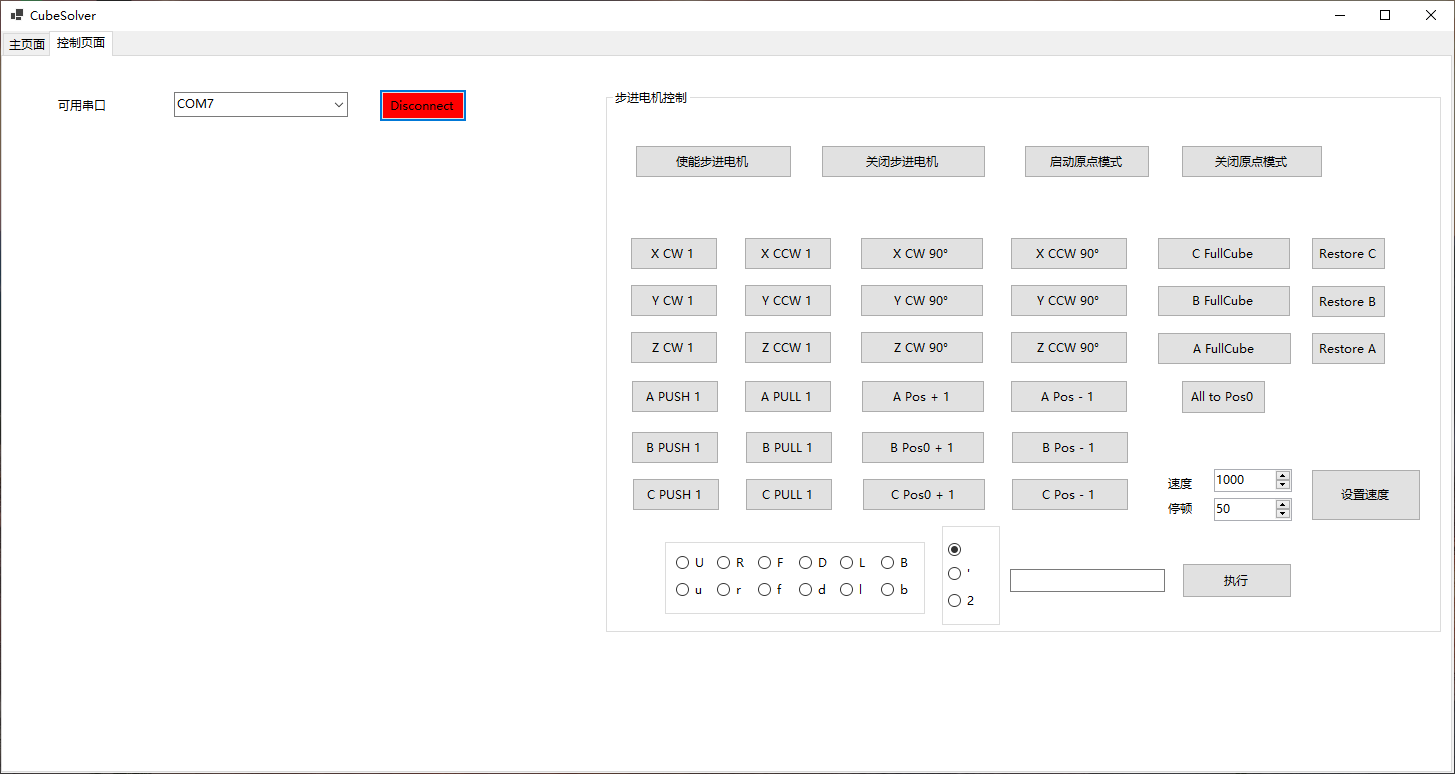 CubeSolver
主页面 控制页面
可用串口 COM7 Disconnect
步进电机控制
使能步进电机 关闭步进电机 启动原点模式 关闭原点模式
X CW 1 X CCW 1 X CW 90° X CCW 90° C FullCube Restore C
Y CW 1 Y CCW 1 Y CW 90° Y CCW 90° B FullCube Restore B
Z CW 1 Z CCW 1 Z CW 90° Z CCW 90° A FullCube Restore A
A PUSH 1 A PULL 1 A Pos + 1 A Pos - 1 All to Pos0
B PUSH 1 B PULL 1 B Pos0 + 1 B Pos - 1
C PUSH 1 C PULL 1 C Pos0 + 1 C Pos - 1
速度 1000 设置速度
停顿 50
U R F D L B
u r f d l b
'
2
执行